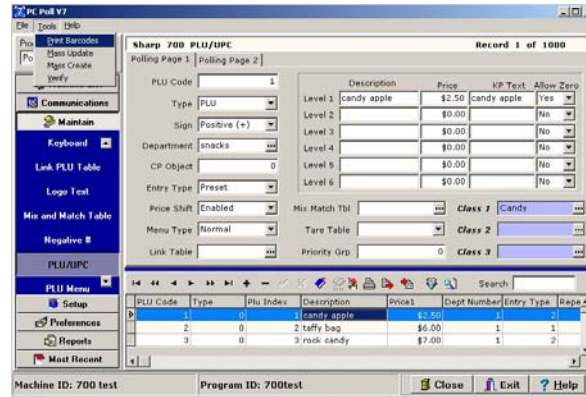 PC Poll V7
File Tools Help
Print Barcodes
Mass Update
Mass Create
Verify
Sharp 700 PLU/UPC Record 1 of 1000
Polling Page 1 Polling Page 2
Communications
Maintain
Keyboard
Link PLU Table
Logo Text
Mix and Match Table
Negative #
PLU/UPC
PLU Menu
Setup
Preferences
Reports
Most Recent
PLU Code 1
Type PLU
Sign Positive (+)
Department snacks
CP Object 0
Entry Type Preset
Price Shift Enabled
Menu Type Normal
Link Table
Description Price KP Text Allow Zero
Level 1 candy apple $2.50 candy apple Yes
Level 2 $0.00 No
Level 3 $0.00 No
Level 4 $0.00 No
Level 5 $0.00 No
Level 6 $0.00 No
Mix Match Tbl Class 1 Candy
Tare Table Class 2
Priority Grp 0 Class 3
Search
PLU Code Type Plu Index Description Price1 Dept Number Entry Type Repe
1 0 1 candy apple $2.50 1 2
2 0 2 taffy bag $6.00 1 1
3 0 3 rock candy $7.00 1 2
Machine ID: 700 test Program ID: 700test Close Exit ? Help